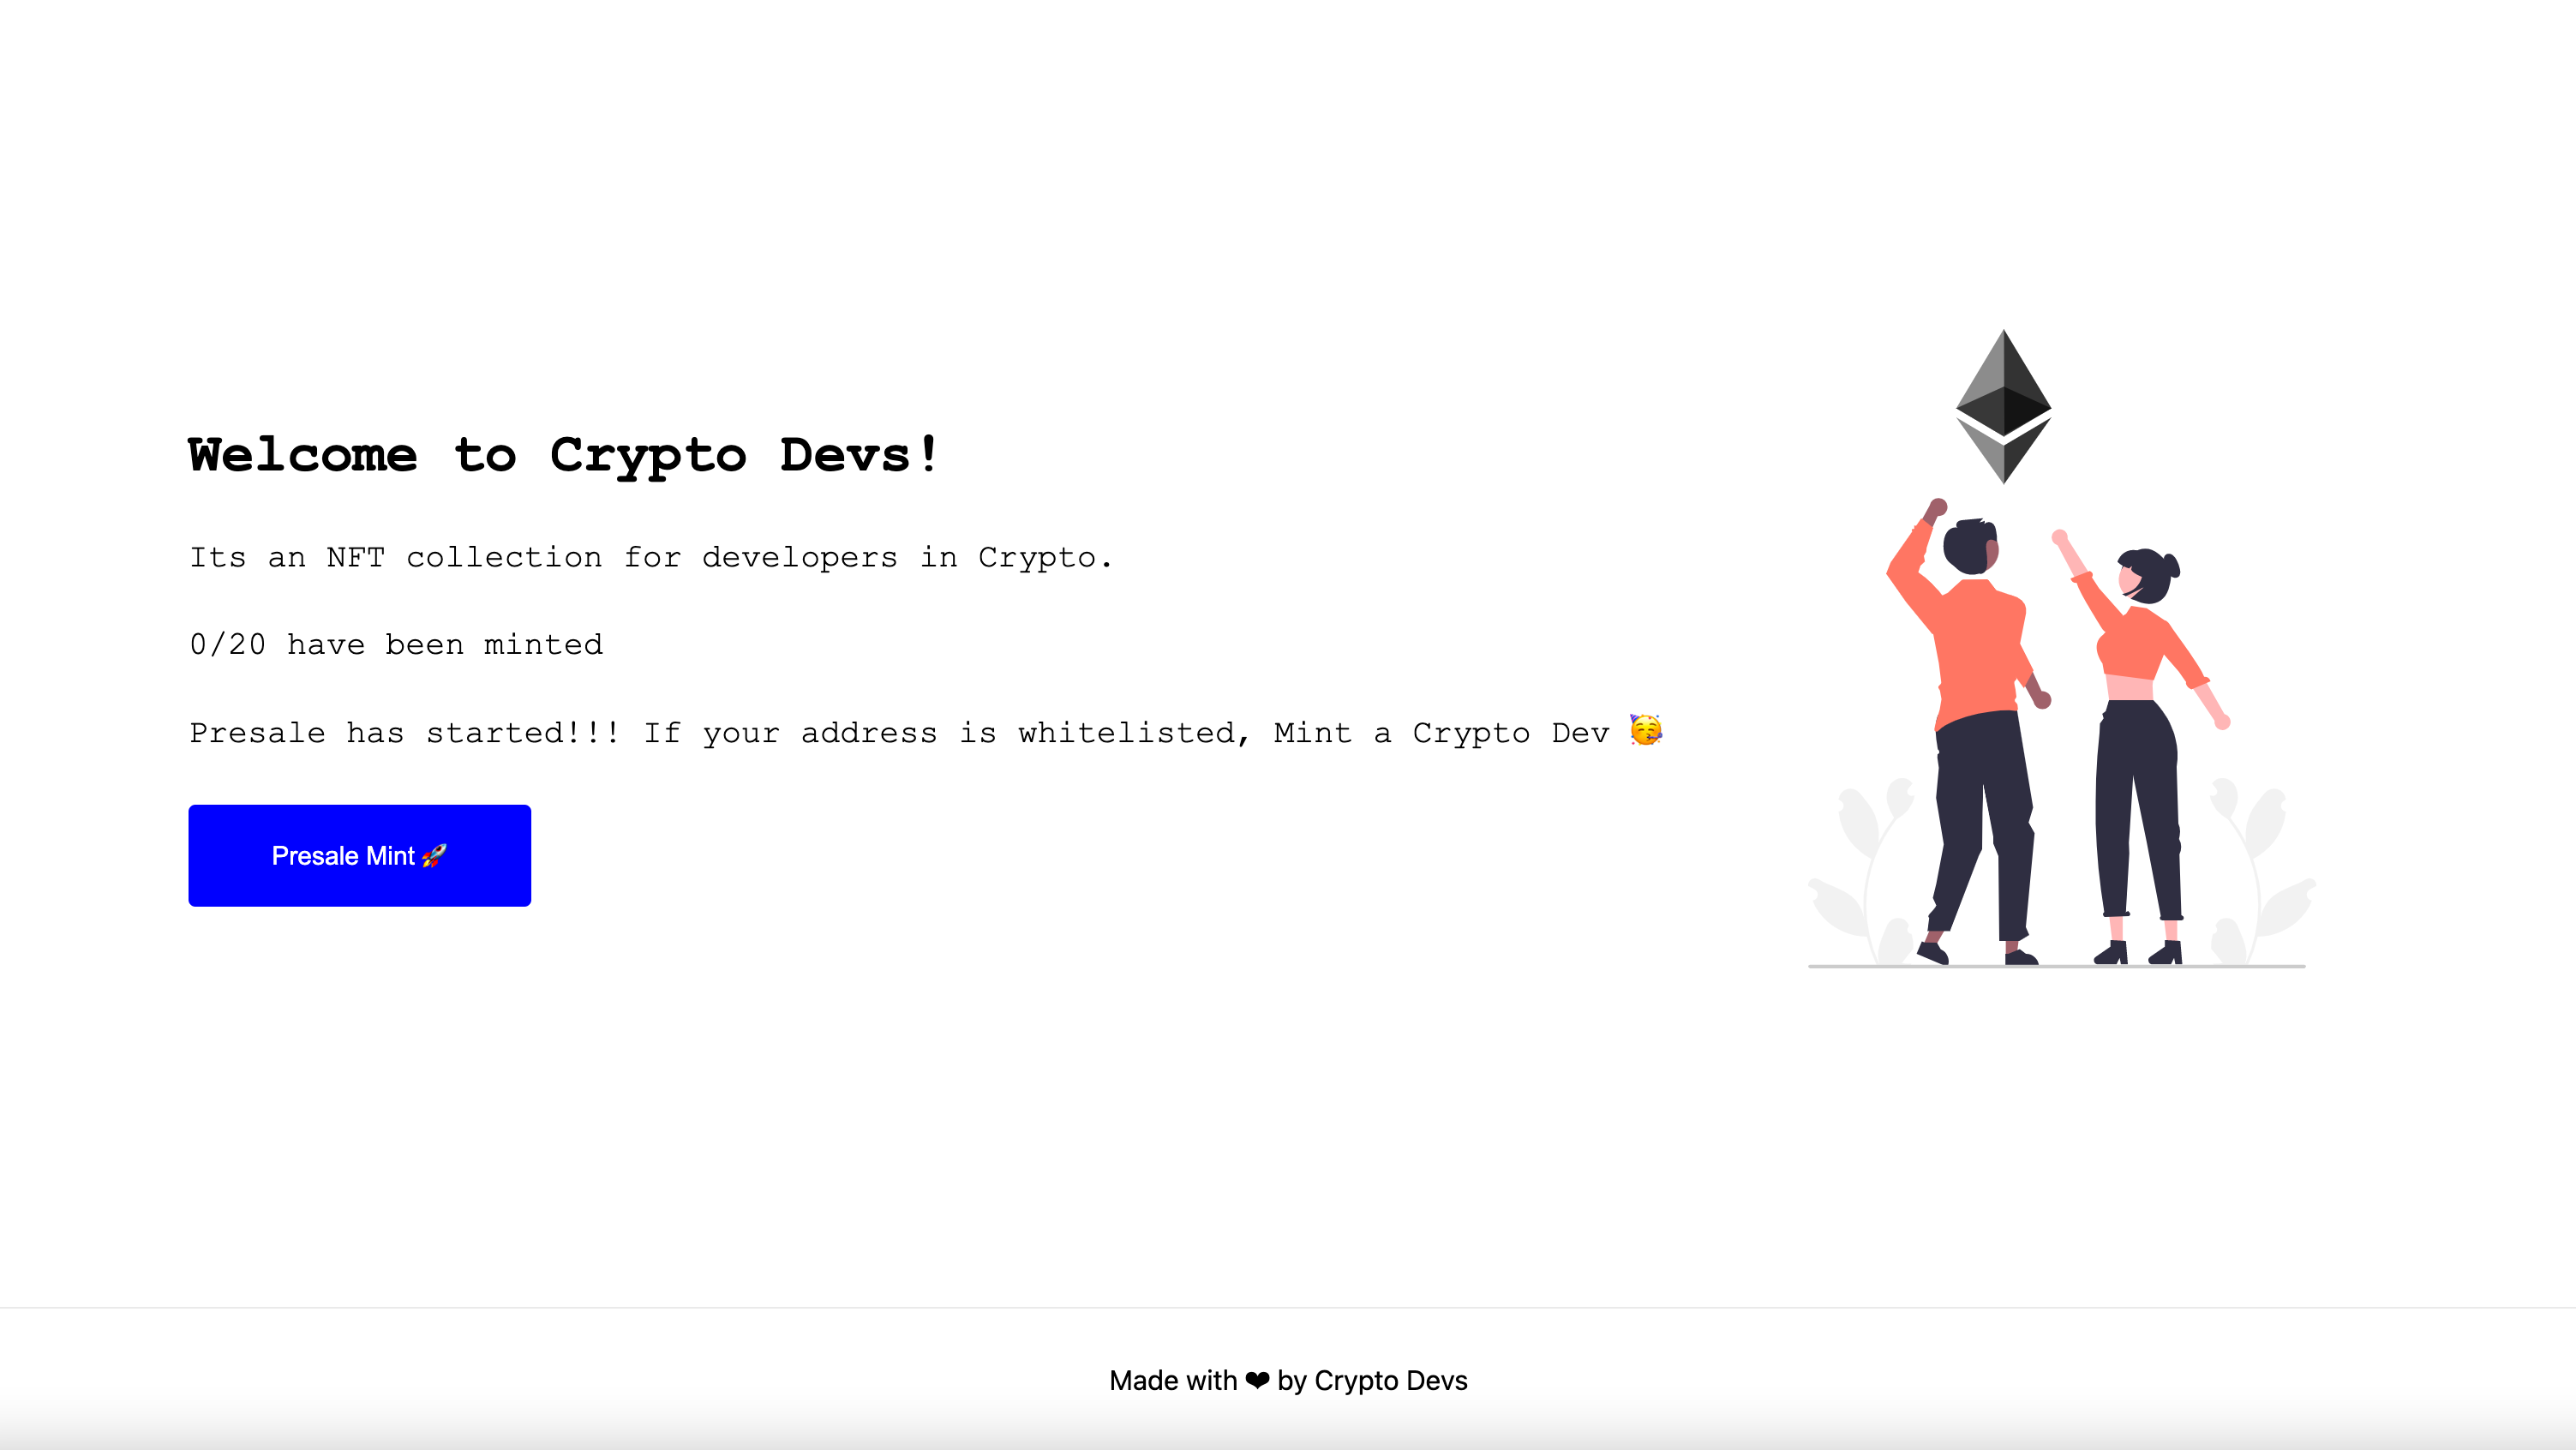 Welcome to Crypto Devs!
Its an NFT collection for developers in Crypto.
0/20 have been minted
Presale has started!!! If your address is whitelisted, Mint a Crypto Dev 🥳
Presale Mint 🚀
Made with ❤ by Crypto Devs